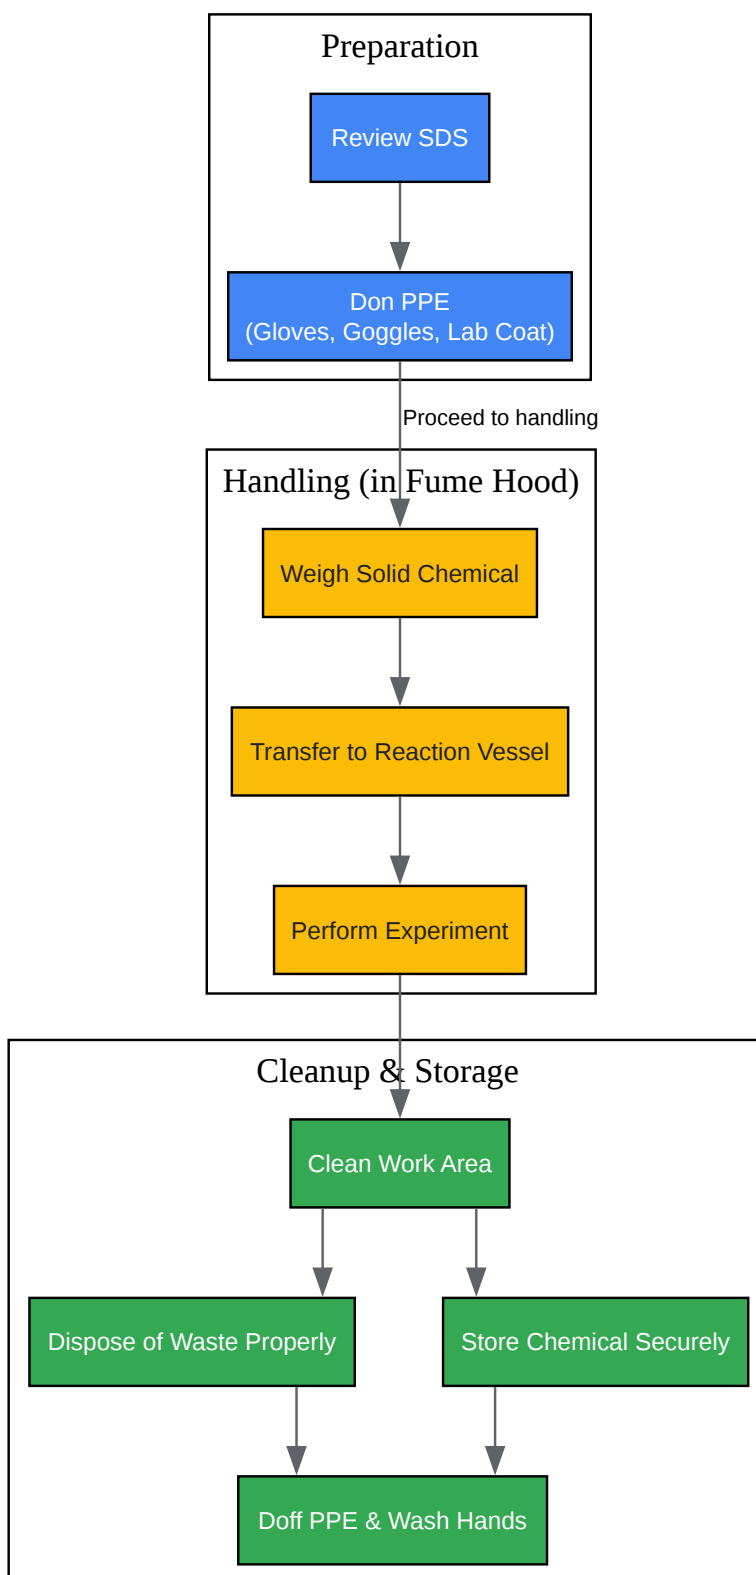 Preparation
Review SDS
Don PPE
(Gloves, Goggles, Lab Coat)
Proceed to handling
Handling (in Fume Hood)
Weigh Solid Chemical
Transfer to Reaction Vessel
Perform Experiment
Cleanup & Storage
Clean Work Area
Dispose of Waste Properly
Store Chemical Securely
Doff PPE & Wash Hands